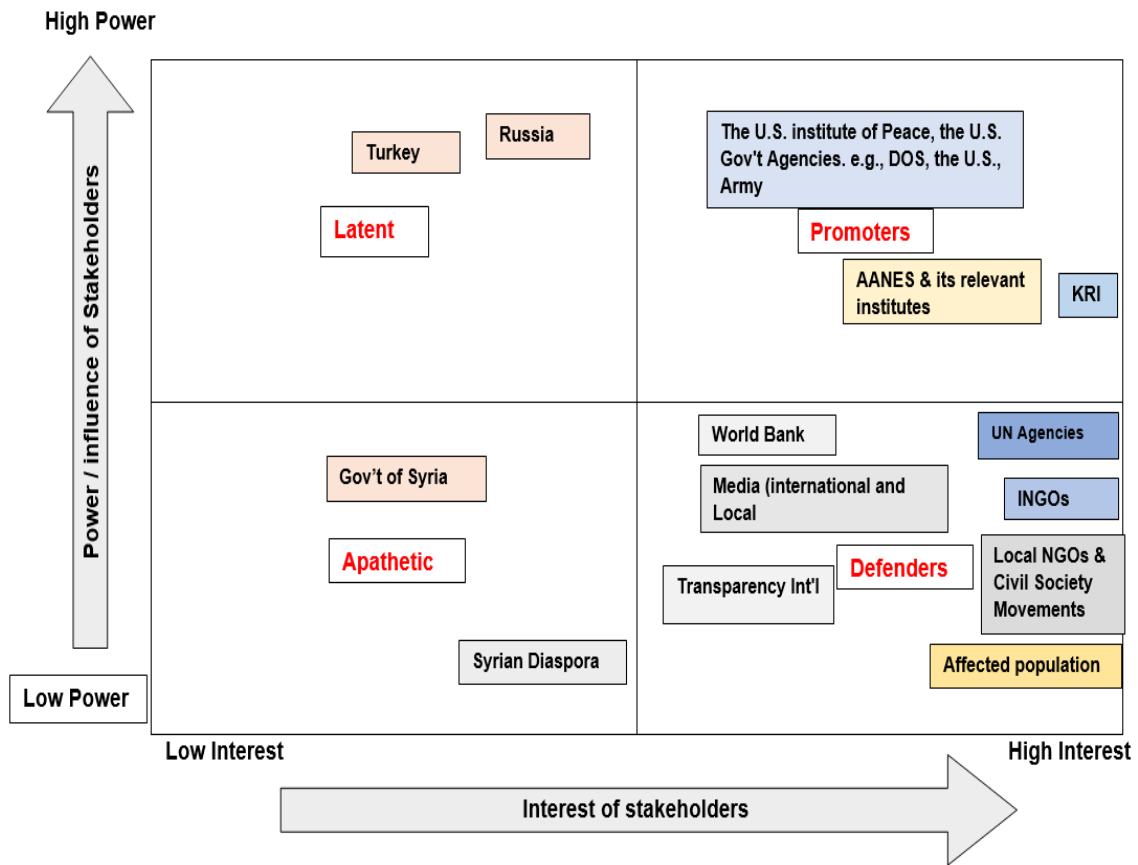 High Power
Power / influence of Stakeholders
Turkey
Russia
Latent
The U.S. institute of Peace, the U.S.
Gov't Agencies. e.g., DOS, the U.S.,
Army
Promoters
AANES & its relevant
institutes
KRI
Gov’t of Syria
Apathetic
Syrian Diaspora
World Bank
UN Agencies
Media (international and
Local
INGOs
Defenders
Local NGOs &
Civil Society
Movements
Transparency Int'l
Affected population
Low Power
Low Interest
High Interest
Interest of stakeholders